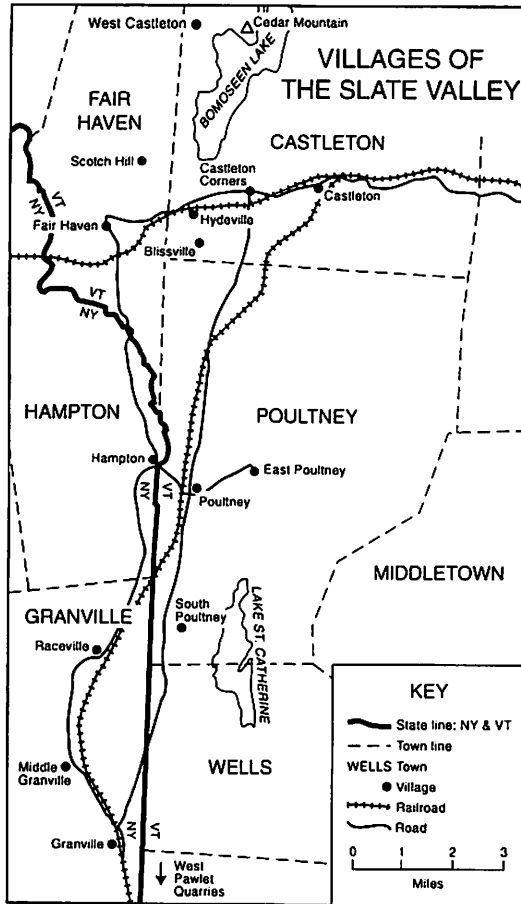 West Castleton
Cedar Mountain
VILLAGES OF
THE SLATE VALLEY
BOMOSEEN LAKE
FAIR
HAVEN
CASTLETON
Scotch Hill
Castleton
Corners
Castleton
VT
NY
Fair Haven
Hydeville
Blissville
VT
NY
HAMPTON
POULTNEY
Hampton
East Poultney
NY
VT
Poultney
MIDDLETOWN
GRANVILLE
South
Poultney
LAKE ST. CATHERINE
Raceville
KEY
State line: NY & VT
Town line
WELLS Town
Village
Railroad
Road
0 1 2 3
Miles
Middle
Granville
WELLS
Granville
NY
VT
West
Pawlet
Quarries